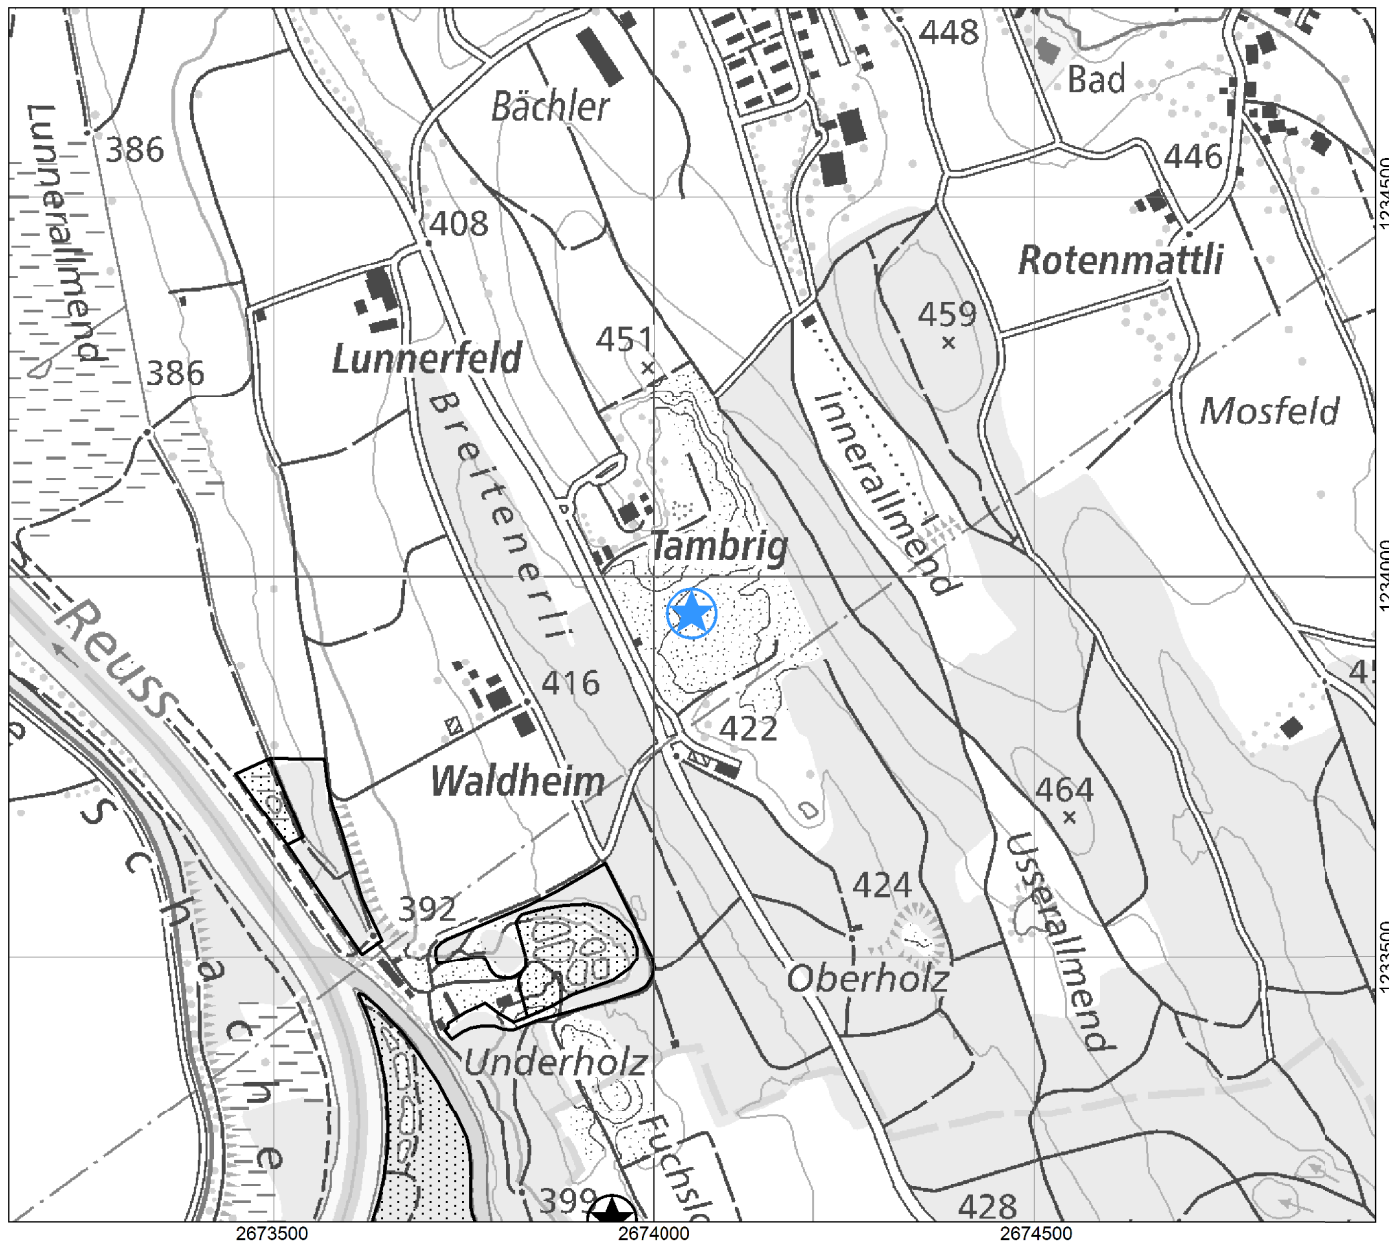 448
Bad
Bächler
386
446
1234500
Lunnerallmend
408
Rotenmattli
459
451
Lunnerfeld
386
Mosfeld
Breitenerli
Innerallmend
Tambrig
1234000
Reuss
416
422
Waldheim
464
Usserallmend
424
392
Oberholz
1233500
Schachen
Underholz
399
428
2673500
2674000
2674500